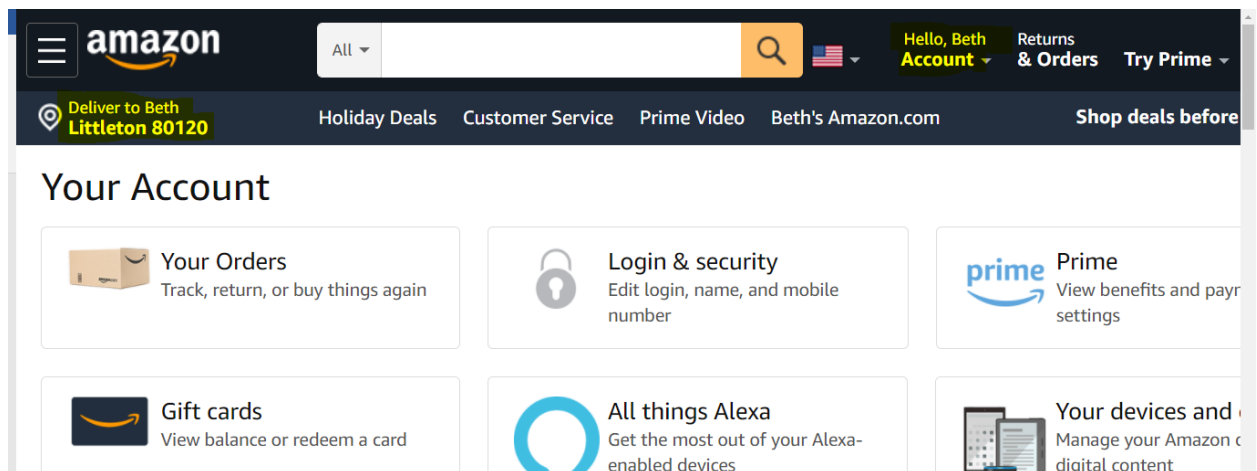 amazon
All
Hello, Beth
Account
Returns
& Orders
Try Prime
Deliver to Beth
Littleton 80120
Holiday Deals
Customer Service
Prime Video
Beth's Amazon.com
Shop deals before
Your Account
Your Orders
Track, return, or buy things again
Login & security
Edit login, name, and mobile
number
prime
Prime
View benefits and
settings
Gift cards
View balance or redeem a card
All things Alexa
Get the most out of your Alexa-
enabled devices
Your devices and
Manage your Amazon
digital content